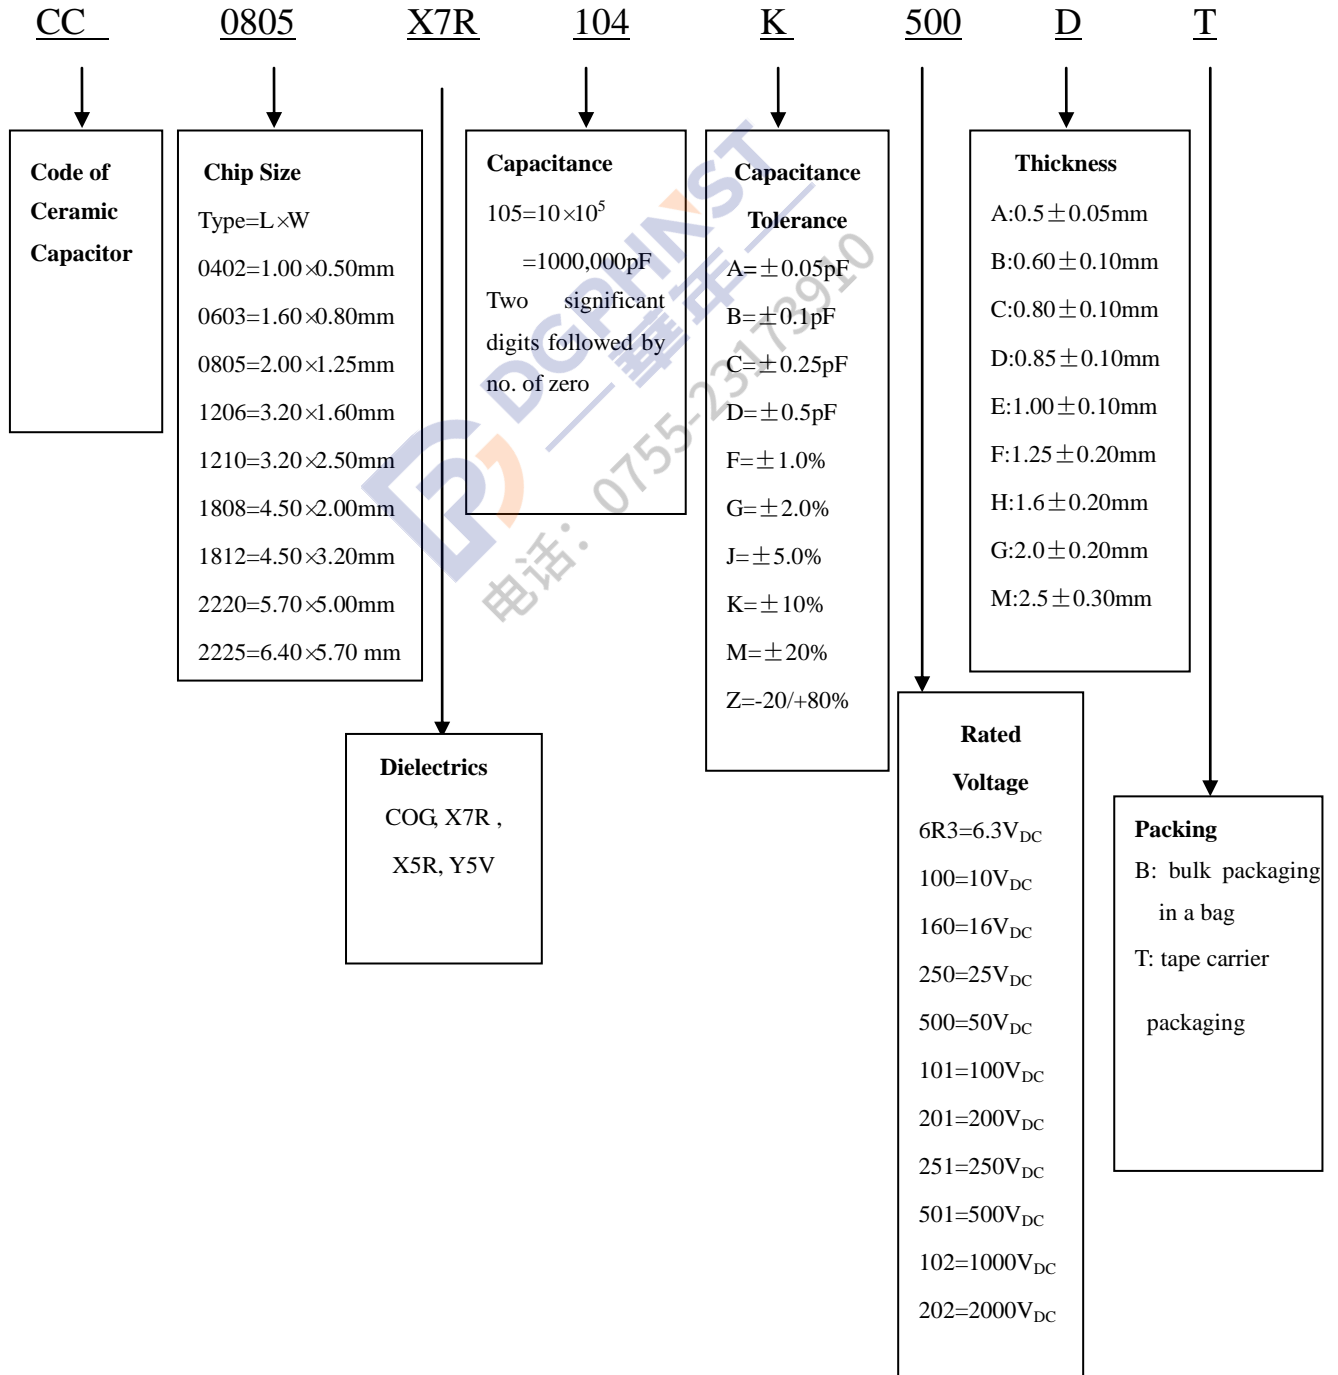 CC 0805 X7R 104 K 500 D T
Code of
Ceramic
Capacitor
Chip Size
Type=L×W
0402=1.00×0.50mm
0603=1.60×0.80mm
0805=2.00×1.25mm
1206=3.20×1.60mm
1210=3.20×2.50mm
1808=4.50×2.00mm
1812=4.50×3.20mm
2220=5.70×5.00mm
2225=6.40×5.70 mm
Dielectrics
COG, X7R ,
X5R, Y5V
Capacitance
105=10×10⁵
=1000,000pF
Two significant
digits followed by
no. of zero
Capacitance
Tolerance
A=±0.05pF
B=±0.1pF
C=±0.25pF
D=±0.5pF
F=±1.0%
G=±2.0%
J=±5.0%
K=±10%
M=±20%
Z=-20/+80%
Rated
Voltage
6R3=6.3VDC
100=10VDC
160=16VDC
250=25VDC
500=50VDC
101=100VDC
201=200VDC
251=250VDC
501=500VDC
102=1000VDC
202=2000VDC
Thickness
A:0.5±0.05mm
B:0.60±0.10mm
C:0.80±0.10mm
D:0.85±0.10mm
E:1.00±0.10mm
F:1.25±0.20mm
H:1.6±0.20mm
G:2.0±0.20mm
M:2.5±0.30mm
Packing
B: bulk packaging
in a bag
T: tape carrier
packaging
DGPHNST
电话：0755-23173910